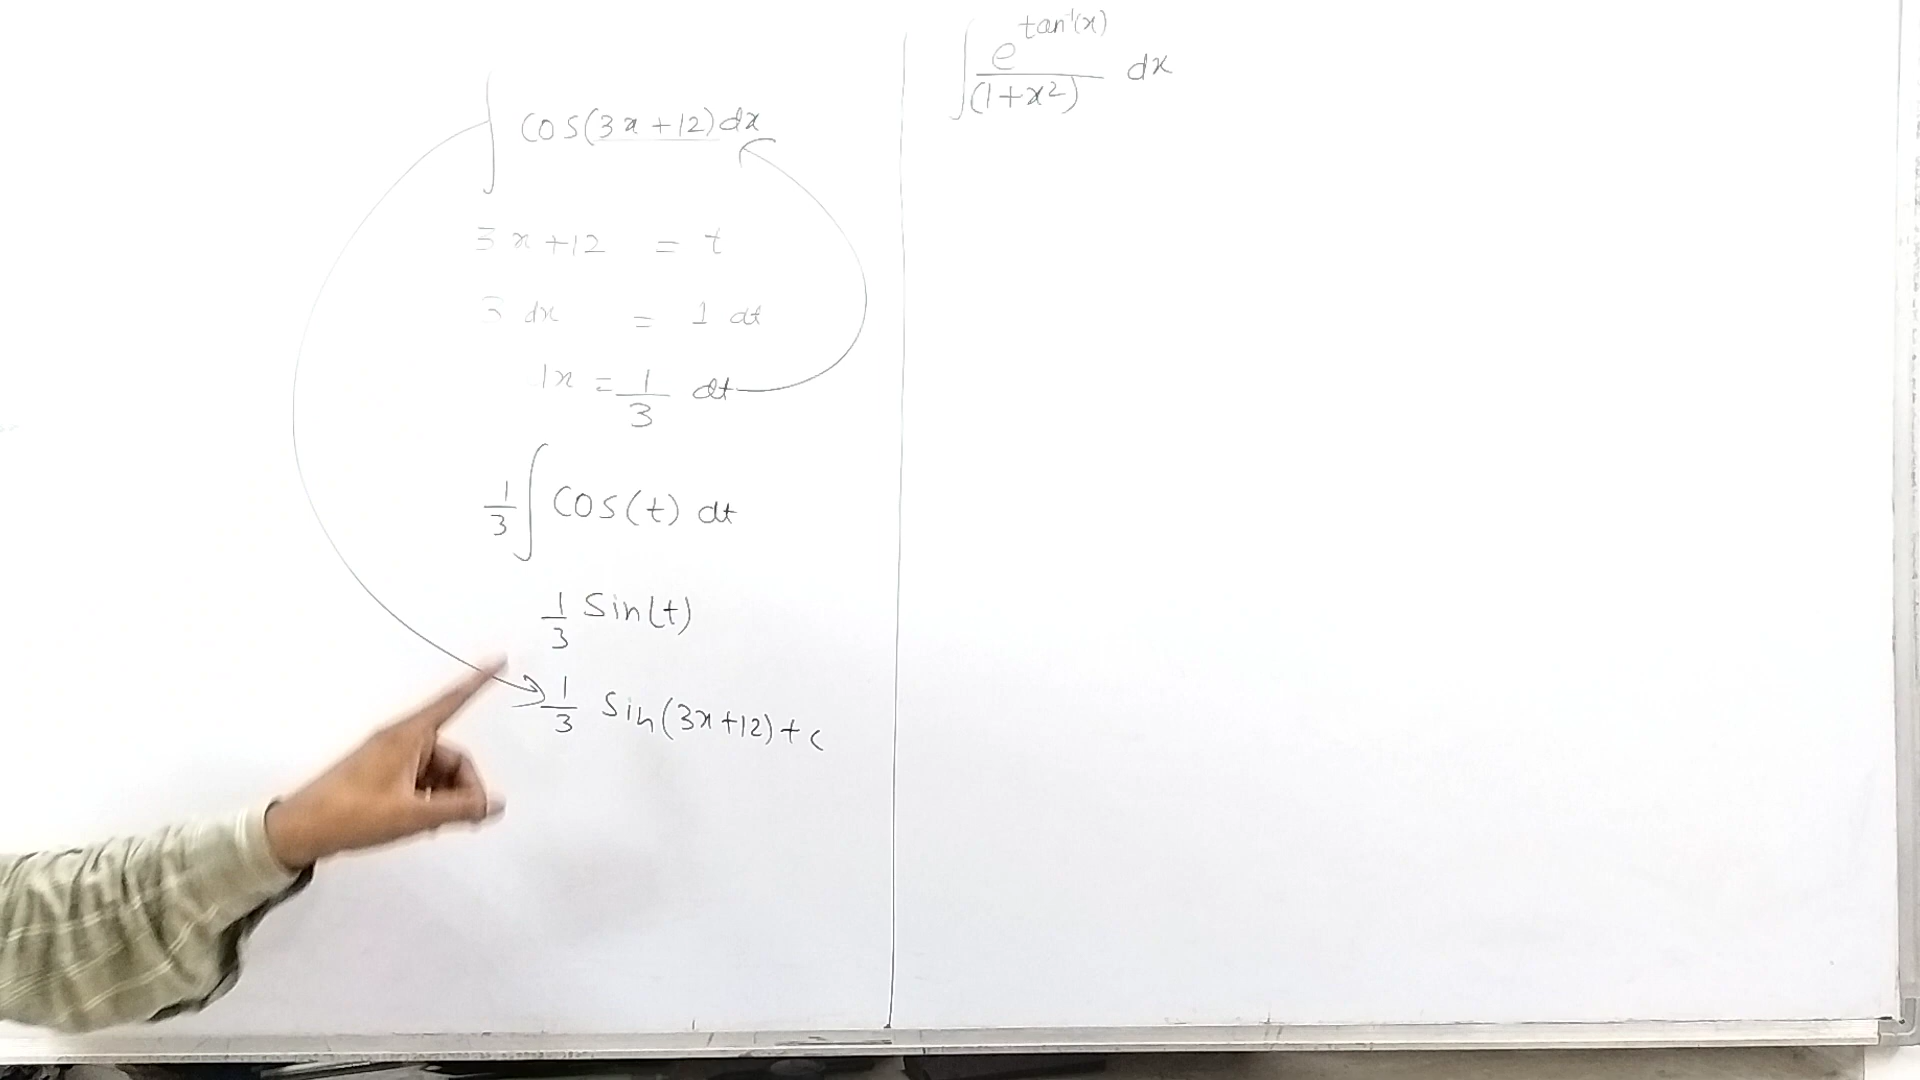 ∫ cos(3x+12)dx
3x+12 = t
3 dx = 1 dt
dx = 1/3 dt
1/3 ∫ cos(t) dt
1/3 Sin(t)
1/3 Sin(3x+12)+c
∫ e^tan⁻¹(x) / (1+x²) dx